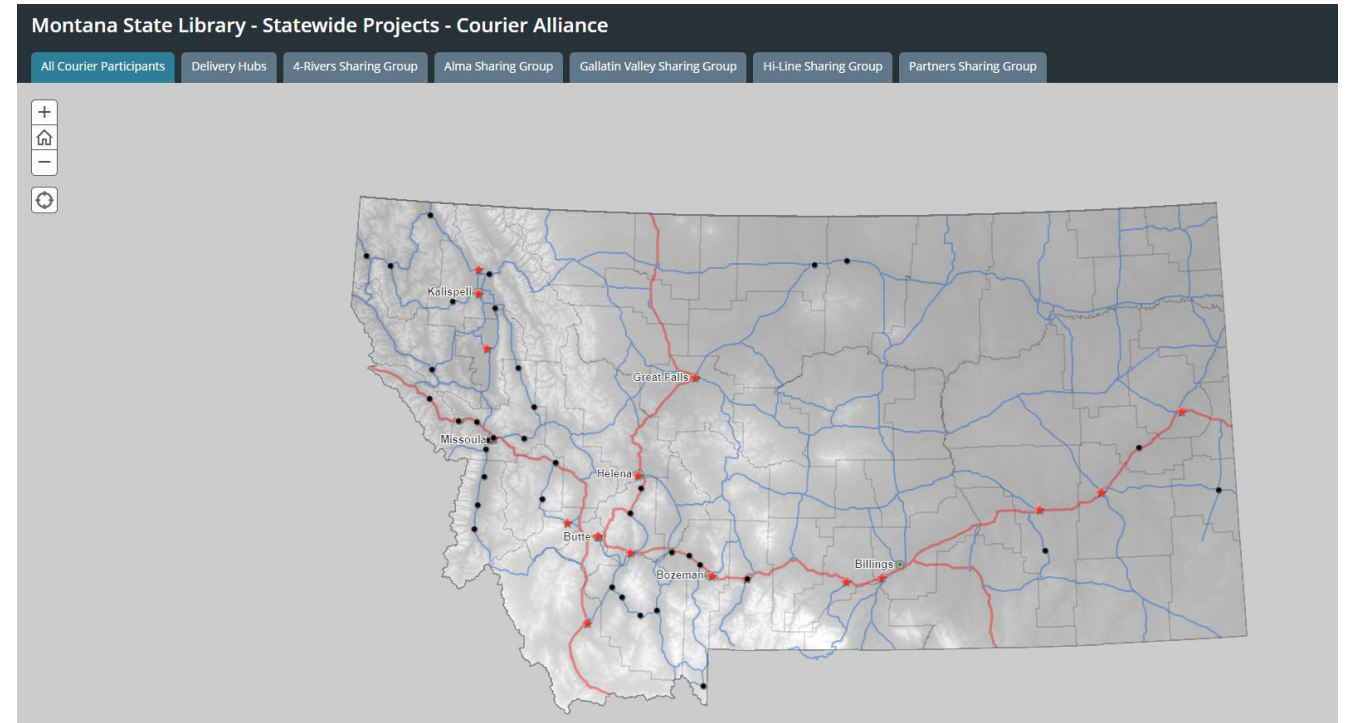 Montana State Library - Statewide Projects - Courier Alliance
All Courier Participants
Delivery Hubs
4-Rivers Sharing Group
Alma Sharing Group
Gallatin Valley Sharing Group
Hi-Line Sharing Group
Partners Sharing Group
+
−
Kalispell
Great Falls
Missoula
Helena
Butte
Billings
Bozeman